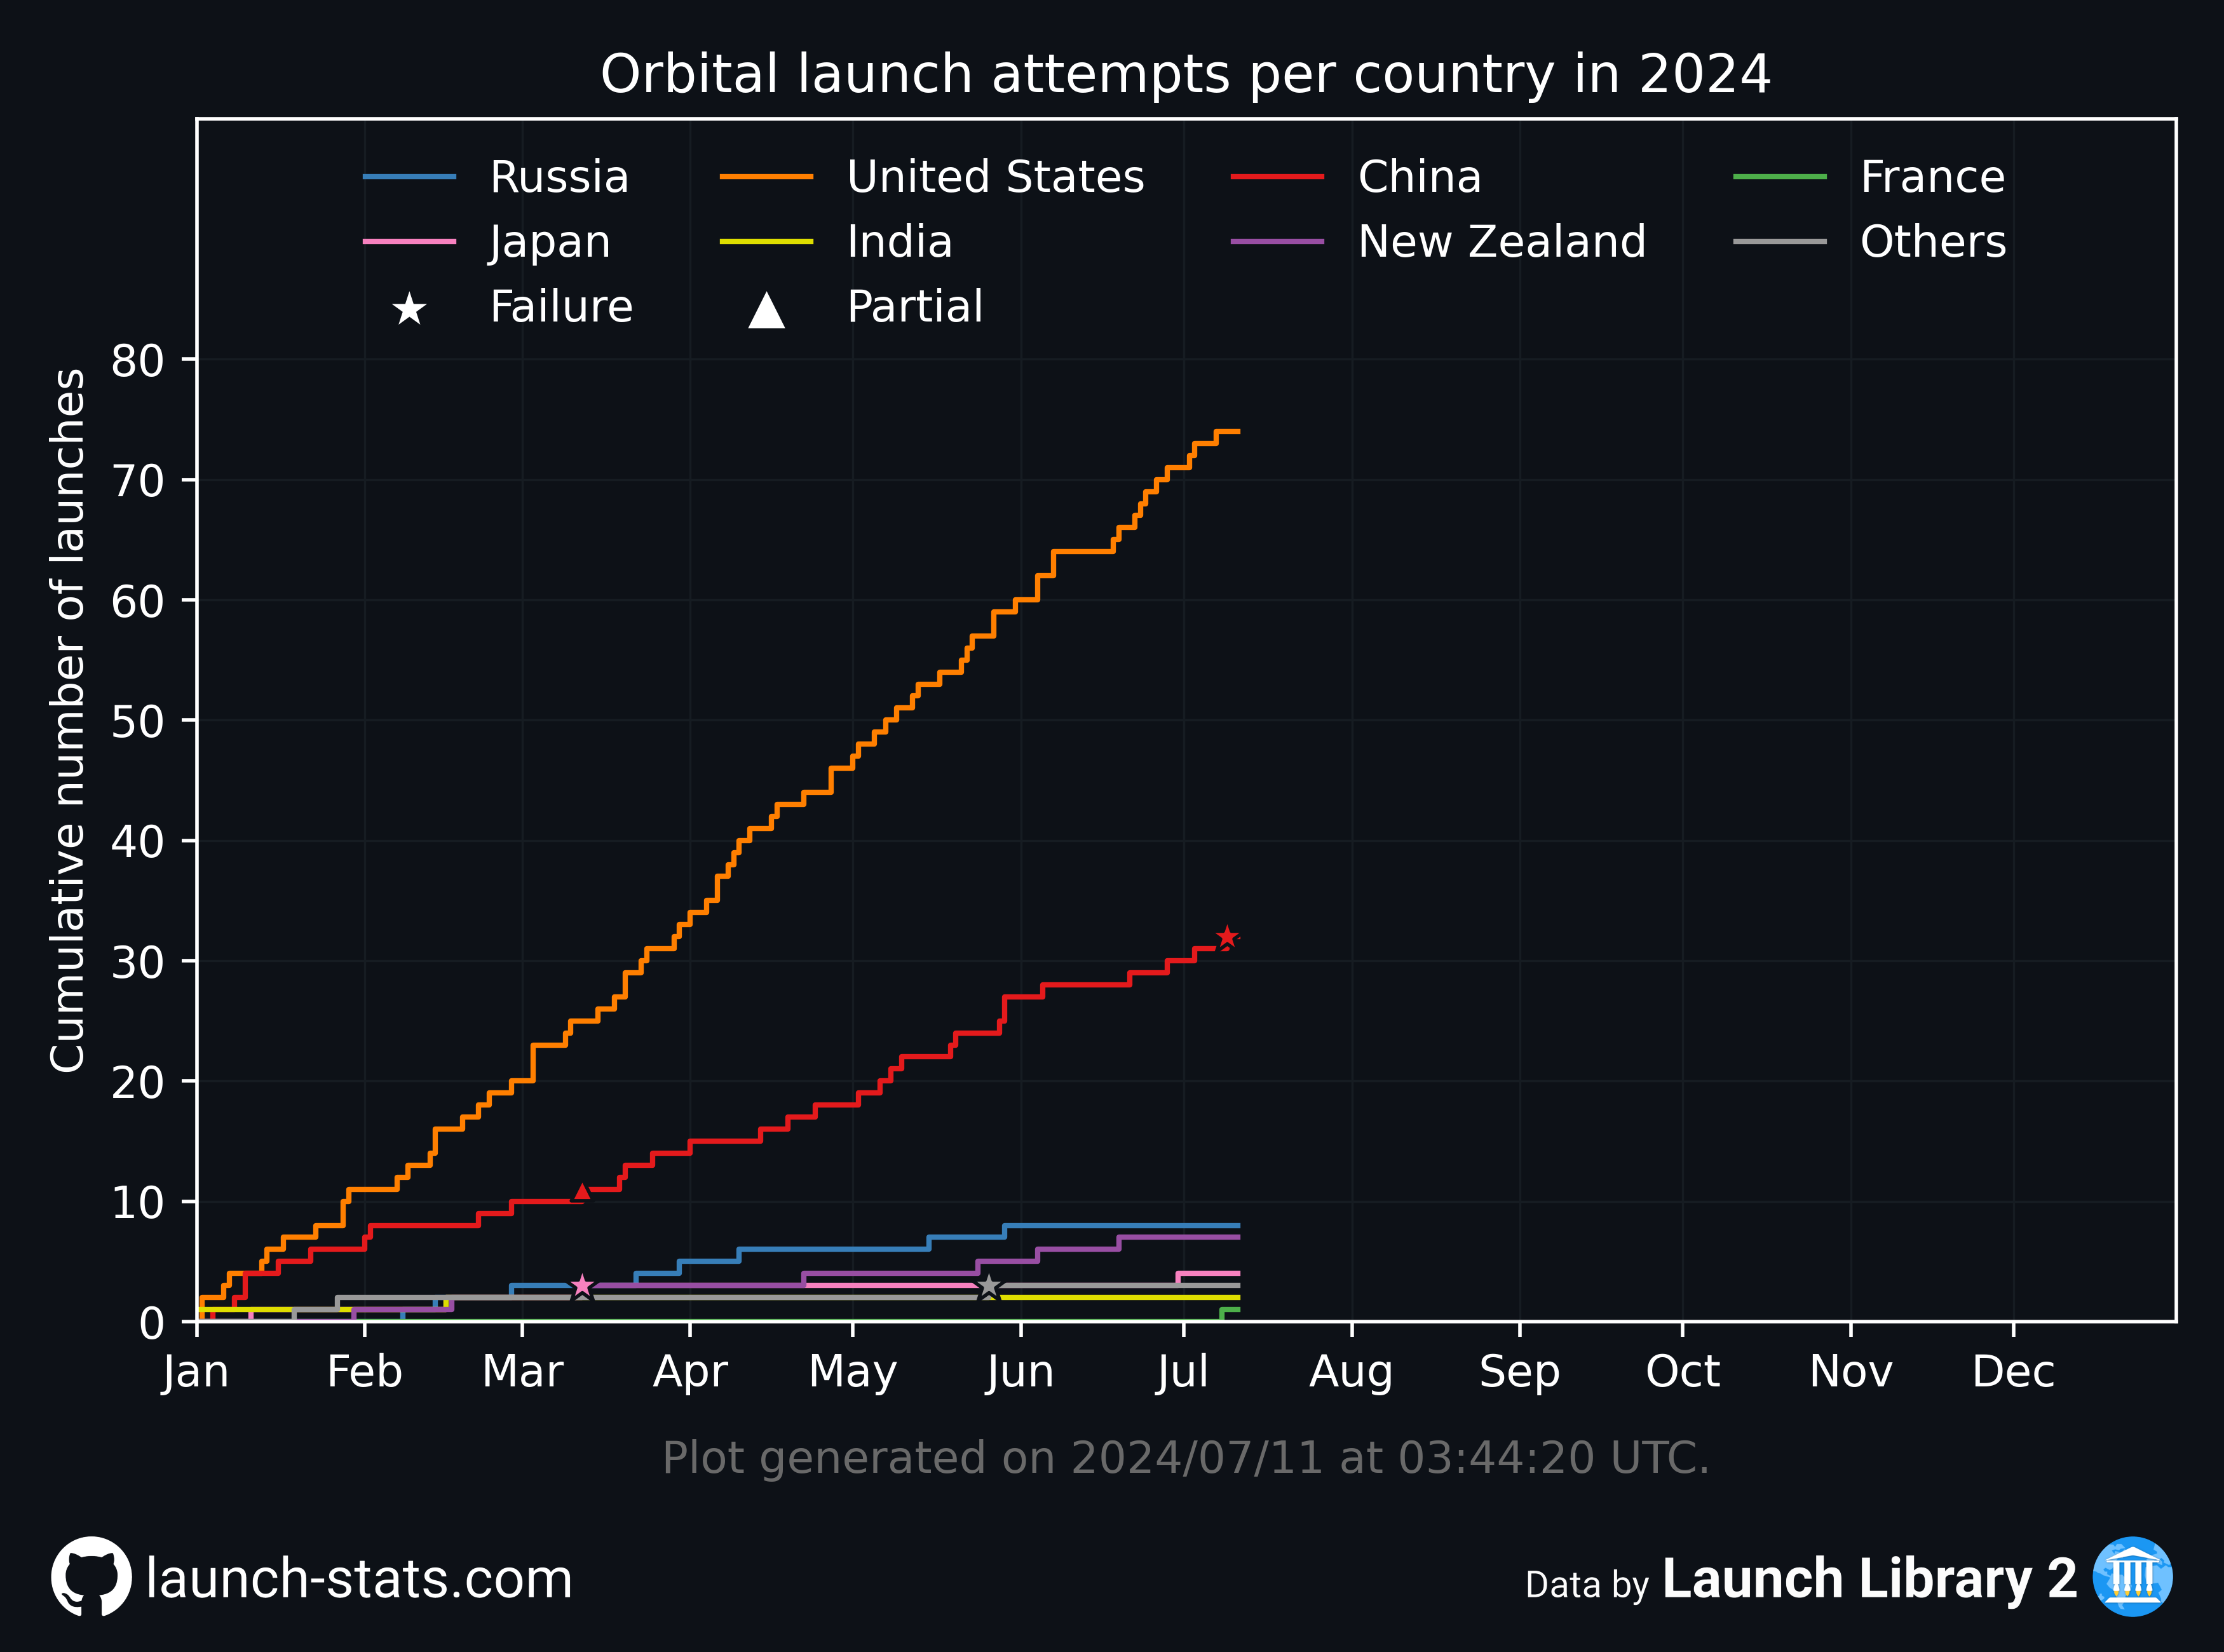 Orbital launch attempts per country in 2024
Russia United States China France
Japan India New Zealand Others
Failure Partial
Cumulative number of launches
80
70
60
50
40
30
20
10
0
Jan Feb Mar Apr May Jun Jul Aug Sep Oct Nov Dec
Plot generated on 2024/07/11 at 03:44:20 UTC.
launch-stats.com
Data by Launch Library 2